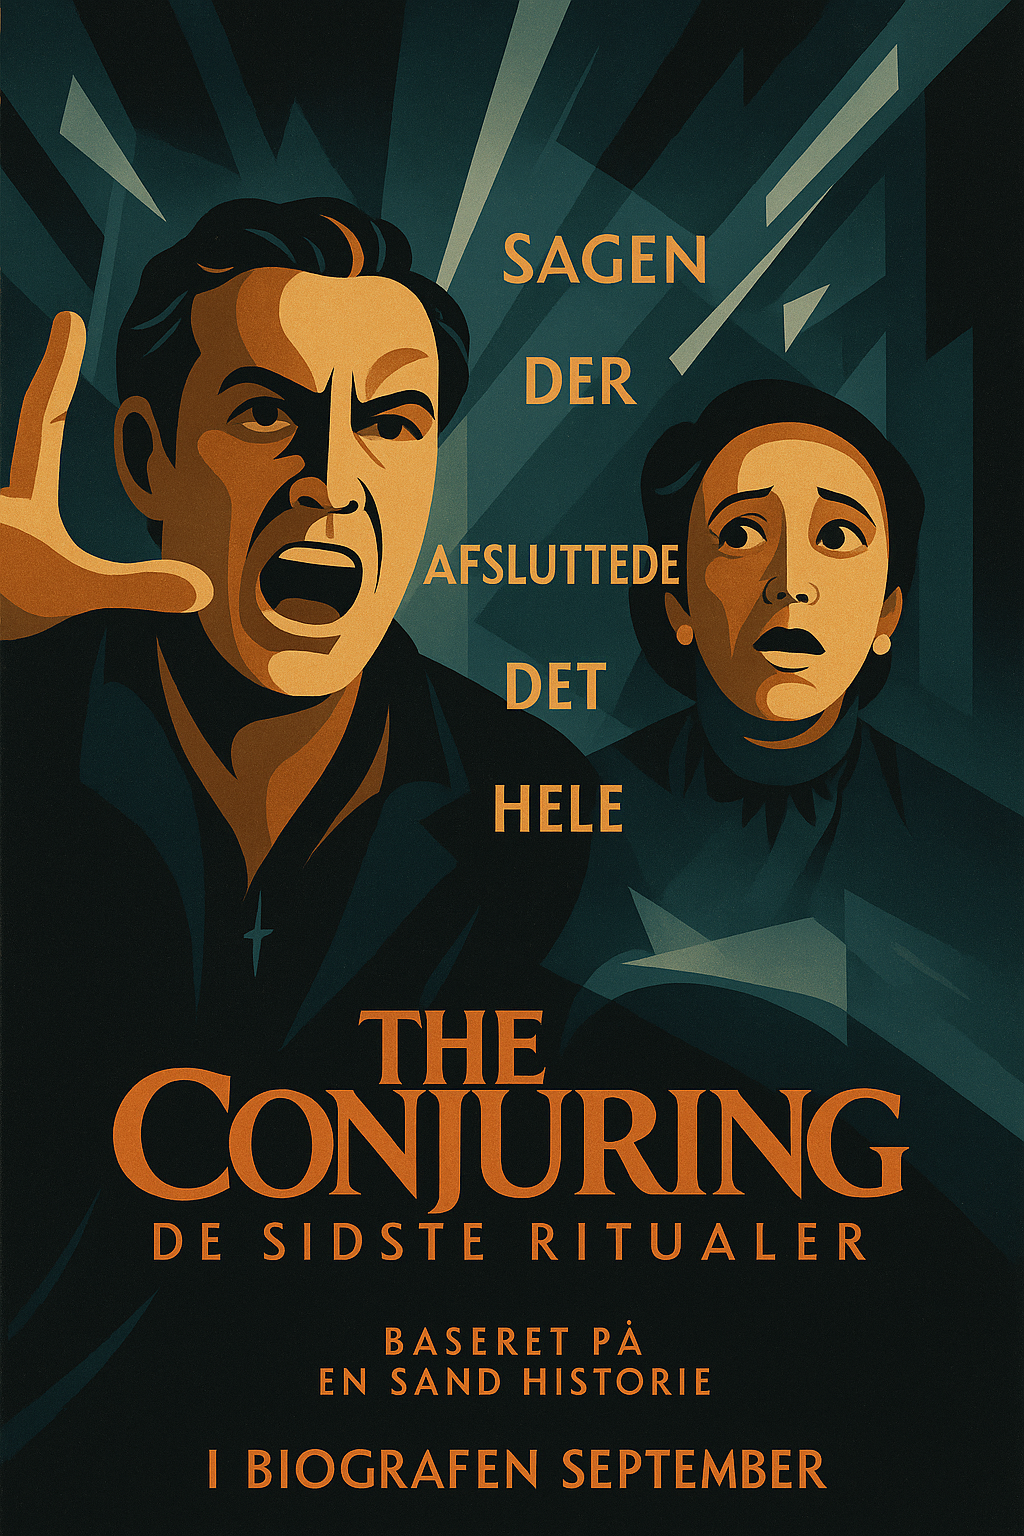 SAGEN
DER
AFSLUTTEDE
DET
HELE
THE
CONJURING
DE SIDSTE RITUALER
BASERET PÅ
EN SAND HISTORIE
I BIOGRAFEN SEPTEMBER